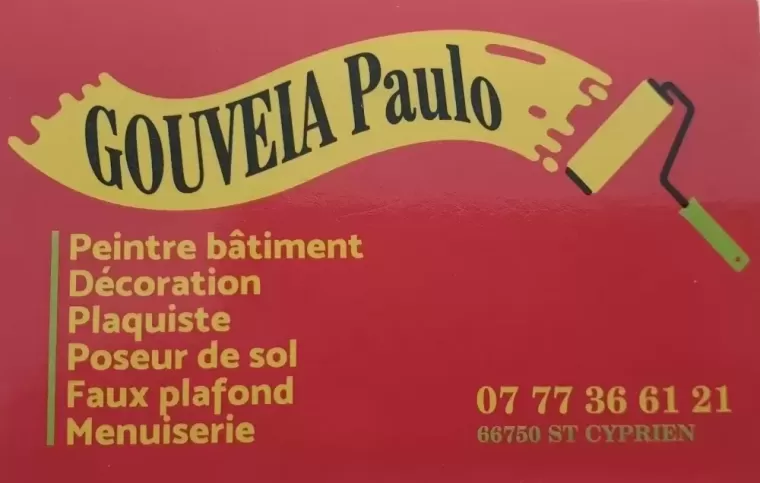 GOUVEIA Paulo
Peintre bâtiment
Décoration
Plaquiste
Poseur de sol
Faux plafond
Menuiserie
07 77 36 61 21
66750 ST CYPRIEN